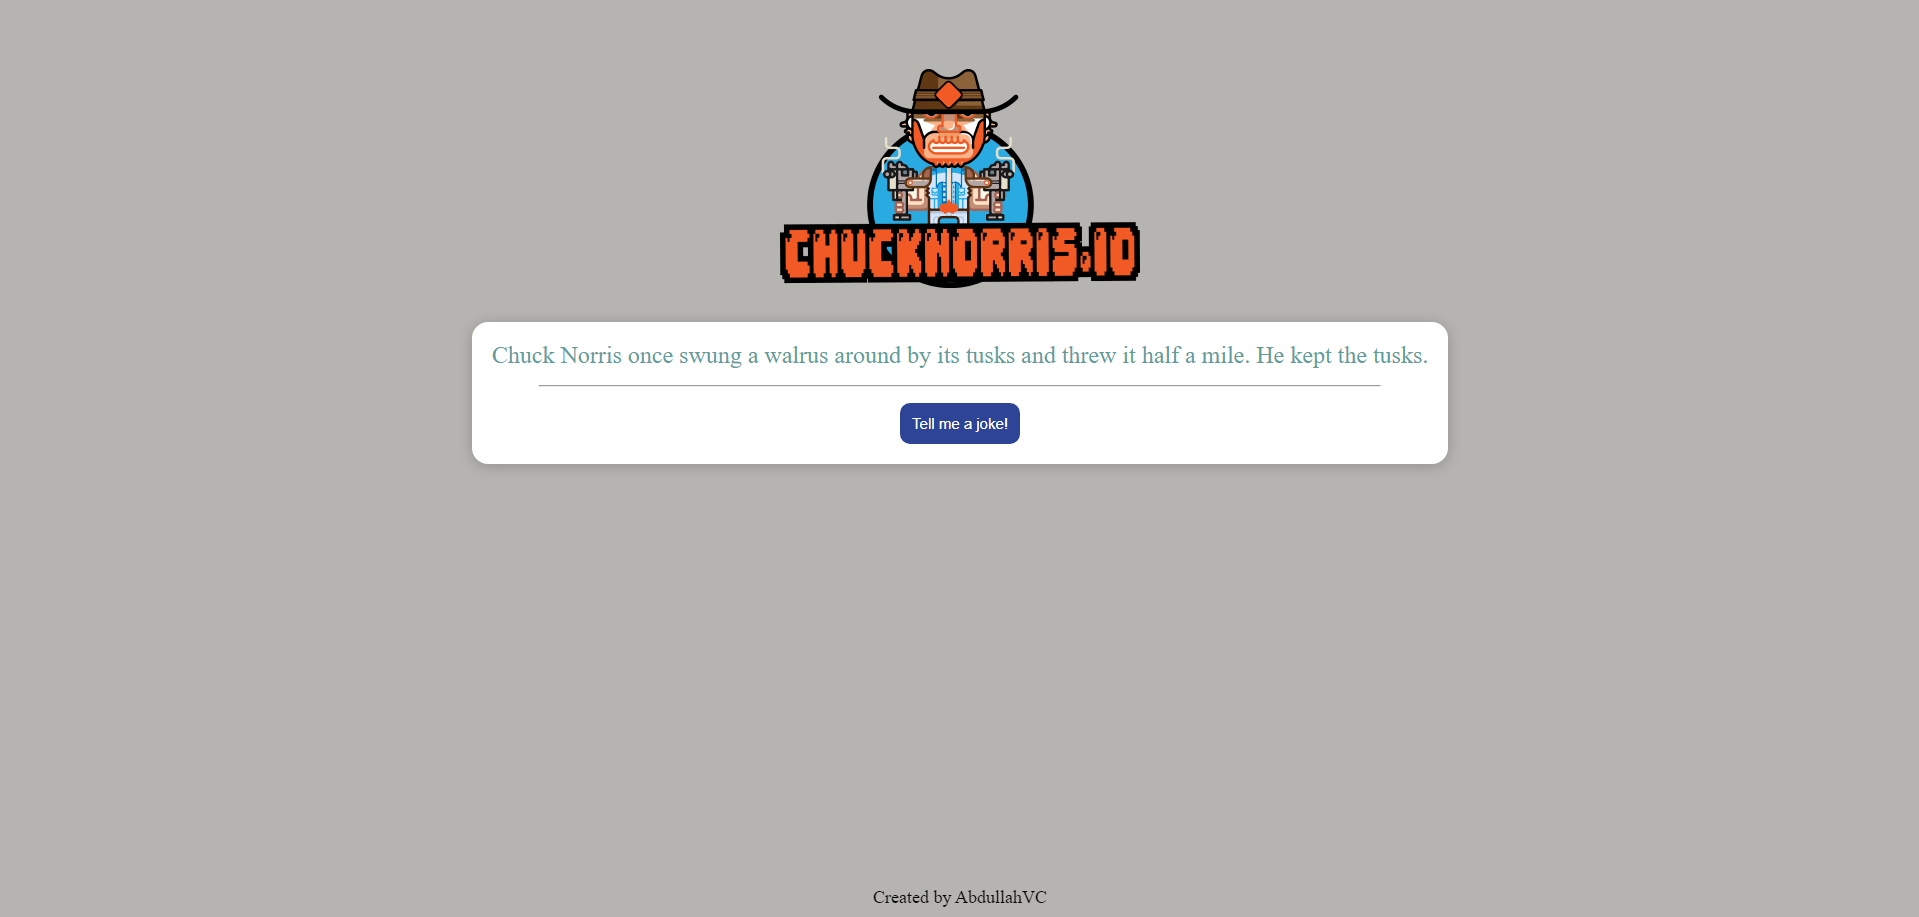 CHUCKNORRIS.IO
Chuck Norris once swung a walrus around by its tusks and threw it half a mile. He kept the tusks.
Tell me a joke!
Created by AbdullahVC